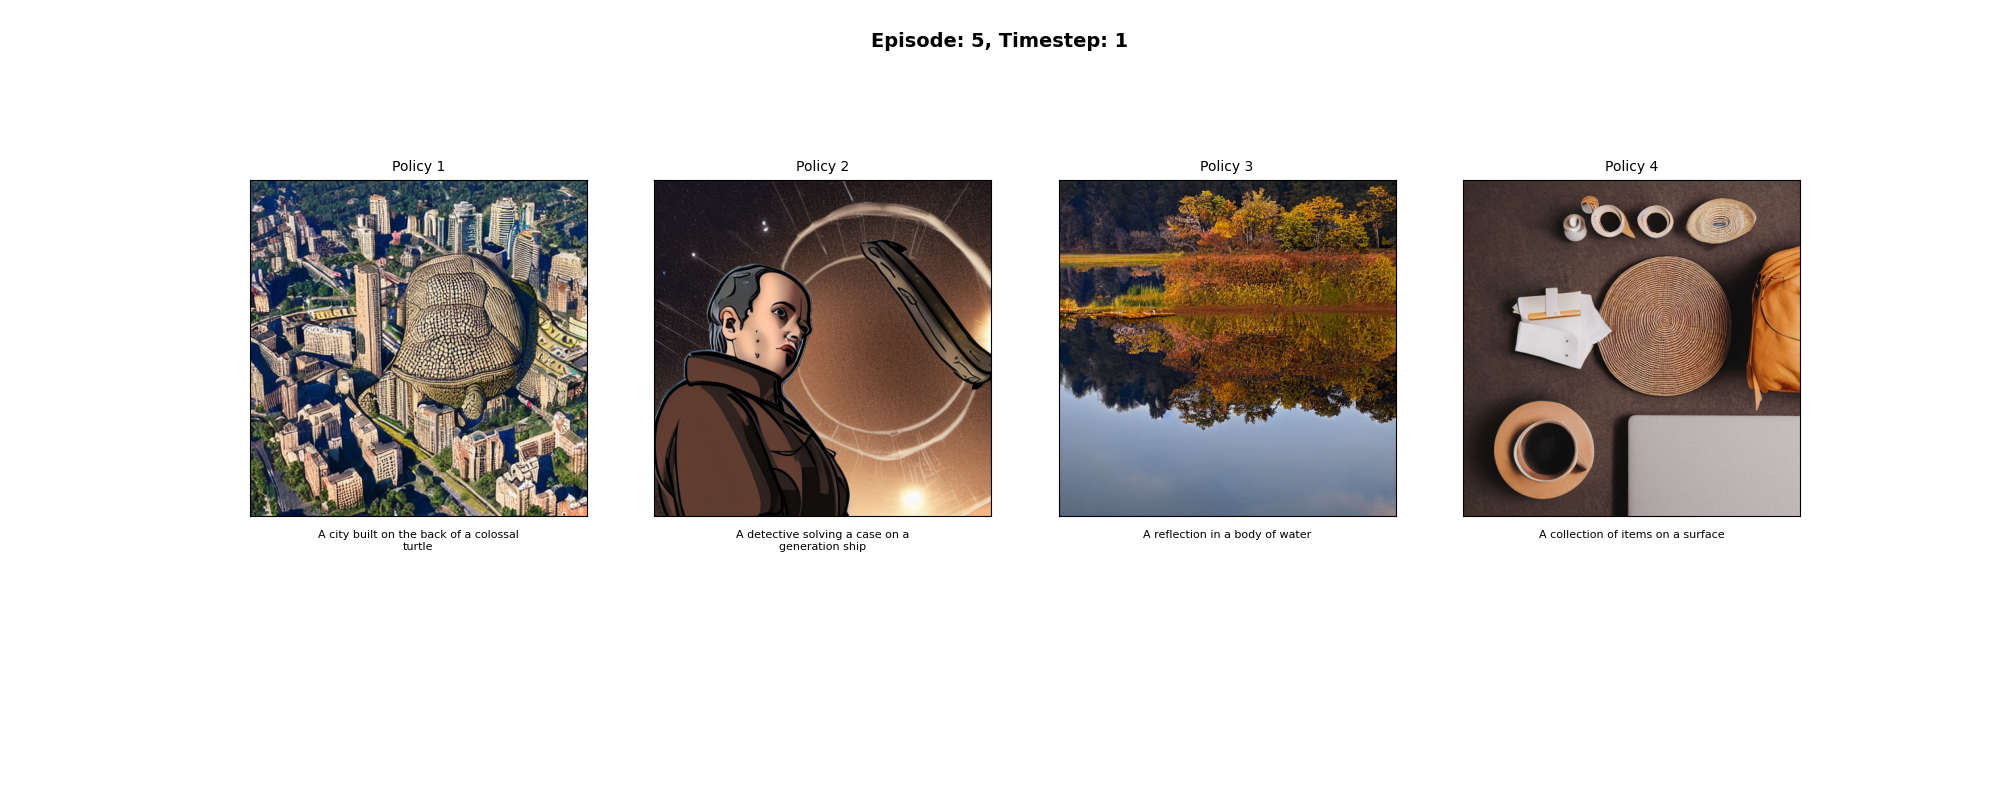 Episode: 5, Timestep: 1
Policy 1
Policy 2
Policy 3
Policy 4
A city built on the back of a colossal
turtle
A detective solving a case on a
generation ship
A reflection in a body of water
A collection of items on a surface